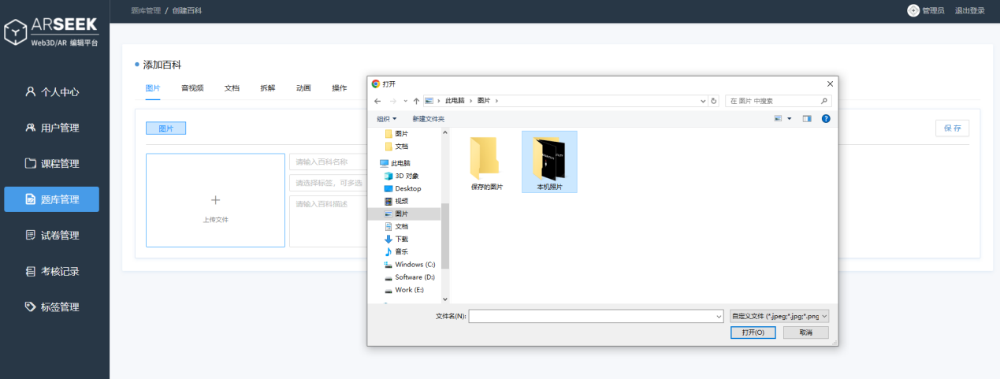 ARSEEK
Web3D/AR 编辑平台
题库管理 / 创建百科
管理员 退出登录
个人中心
用户管理
课程管理
题库管理
试卷管理
考核记录
标签管理
添加百科
图片 音视频 文档 拆解 动画 操作
图片
保存
上传文件
请输入百科名称
请选择标签，可多选
请输入百科描述
打开
此电脑 图片
在 图片 中搜索
组织 新建文件夹
图片
文档
此电脑
3D 对象
Desktop
视频
图片
文档
下载
音乐
Windows (C:)
Software (D:)
Work (E:)
保存的图片
本机照片
文件名(N):
自定义文件 (*.jpeg;*.jpg;*.png
打开(O) 取消